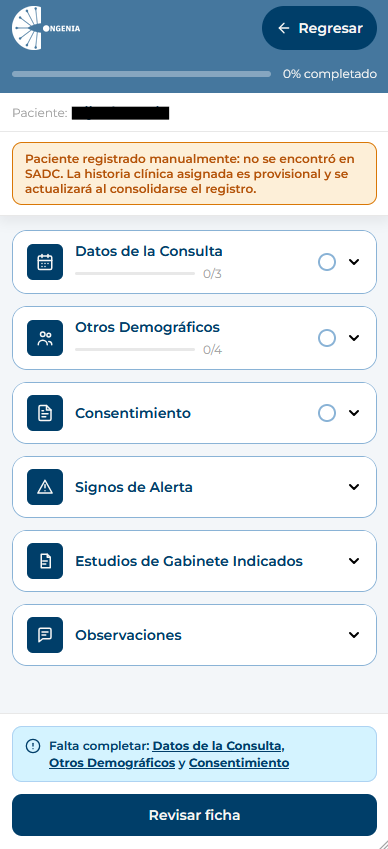 CONGENIA
Regresar
0% completado
Paciente:
Paciente registrado manualmente: no se encontró en
SADC. La historia clínica asignada es provisional y se
actualizará al consolidarse el registro.
Datos de la Consulta
0/3
Otros Demográficos
0/4
Consentimiento
Signos de Alerta
Estudios de Gabinete Indicados
Observaciones
Falta completar: Datos de la Consulta,
Otros Demográficos y Consentimiento
Revisar ficha